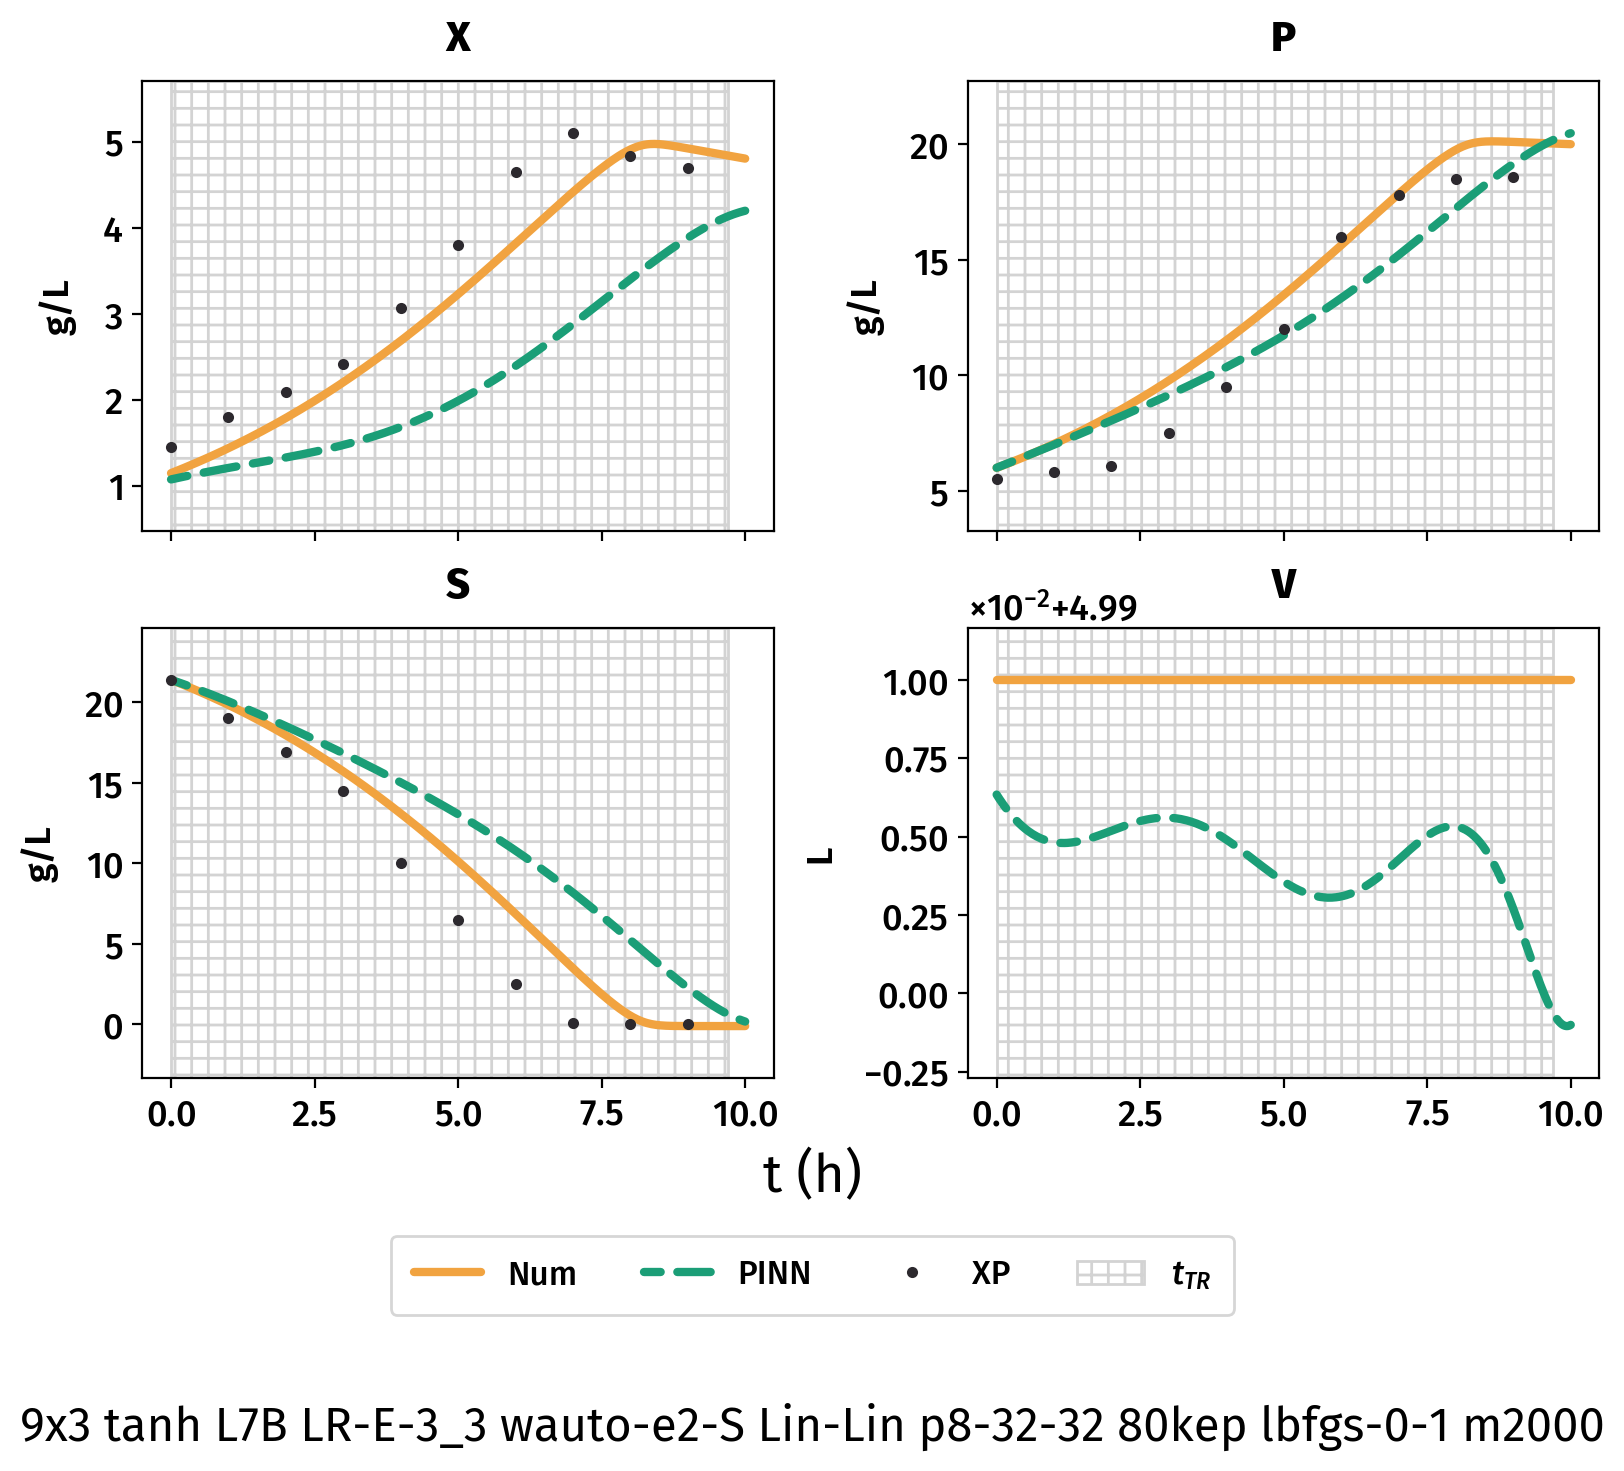 X
P
g/L
5
4
3
2
1
g/L
20
15
10
5
S
V
×10⁻²+4.99
g/L
20
15
10
5
0
L
1.00
0.75
0.50
0.25
0.00
−0.25
0.0 2.5 5.0 7.5 10.0
0.0 2.5 5.0 7.5 10.0
t (h)
Num PINN XP t_TR
9x3 tanh L7B LR-E-3_3 wauto-e2-S Lin-Lin p8-32-32 80kep lbfgs-0-1 m2000